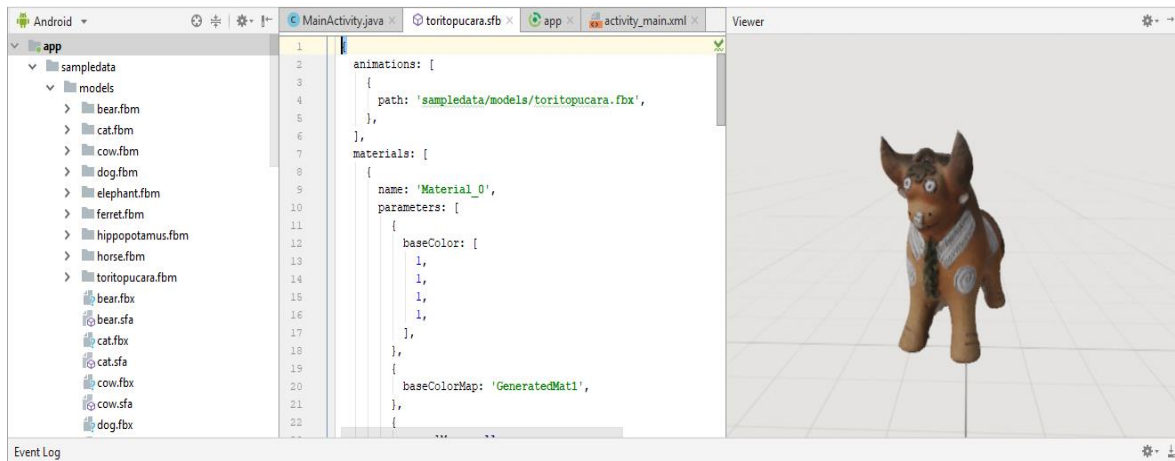 Android
MainActivity.java
toritopucara.sfb
app
activity_main.xml
Viewer
app
sampledata
models
bear.fbm
cat.fbm
cow.fbm
dog.fbm
elephant.fbm
ferret.fbm
hippopotamus.fbm
horse.fbm
toritopucara.fbm
bear.fbx
bear.sfa
cat.fbx
cat.sfa
cow.fbx
cow.sfa
dog.fbx
1 {
2 animations: [
3 {
4 path: 'sampledata/models/toritopucara.fbx',
5 },
6 ],
7 materials: [
8 {
9 name: 'Material_0',
10 parameters: [
11 {
12 baseColor: [
13 1,
14 1,
15 1,
16 1,
17 ],
18 },
19 {
20 baseColorMap: 'GeneratedMat1',
21 },
22 {
Event Log